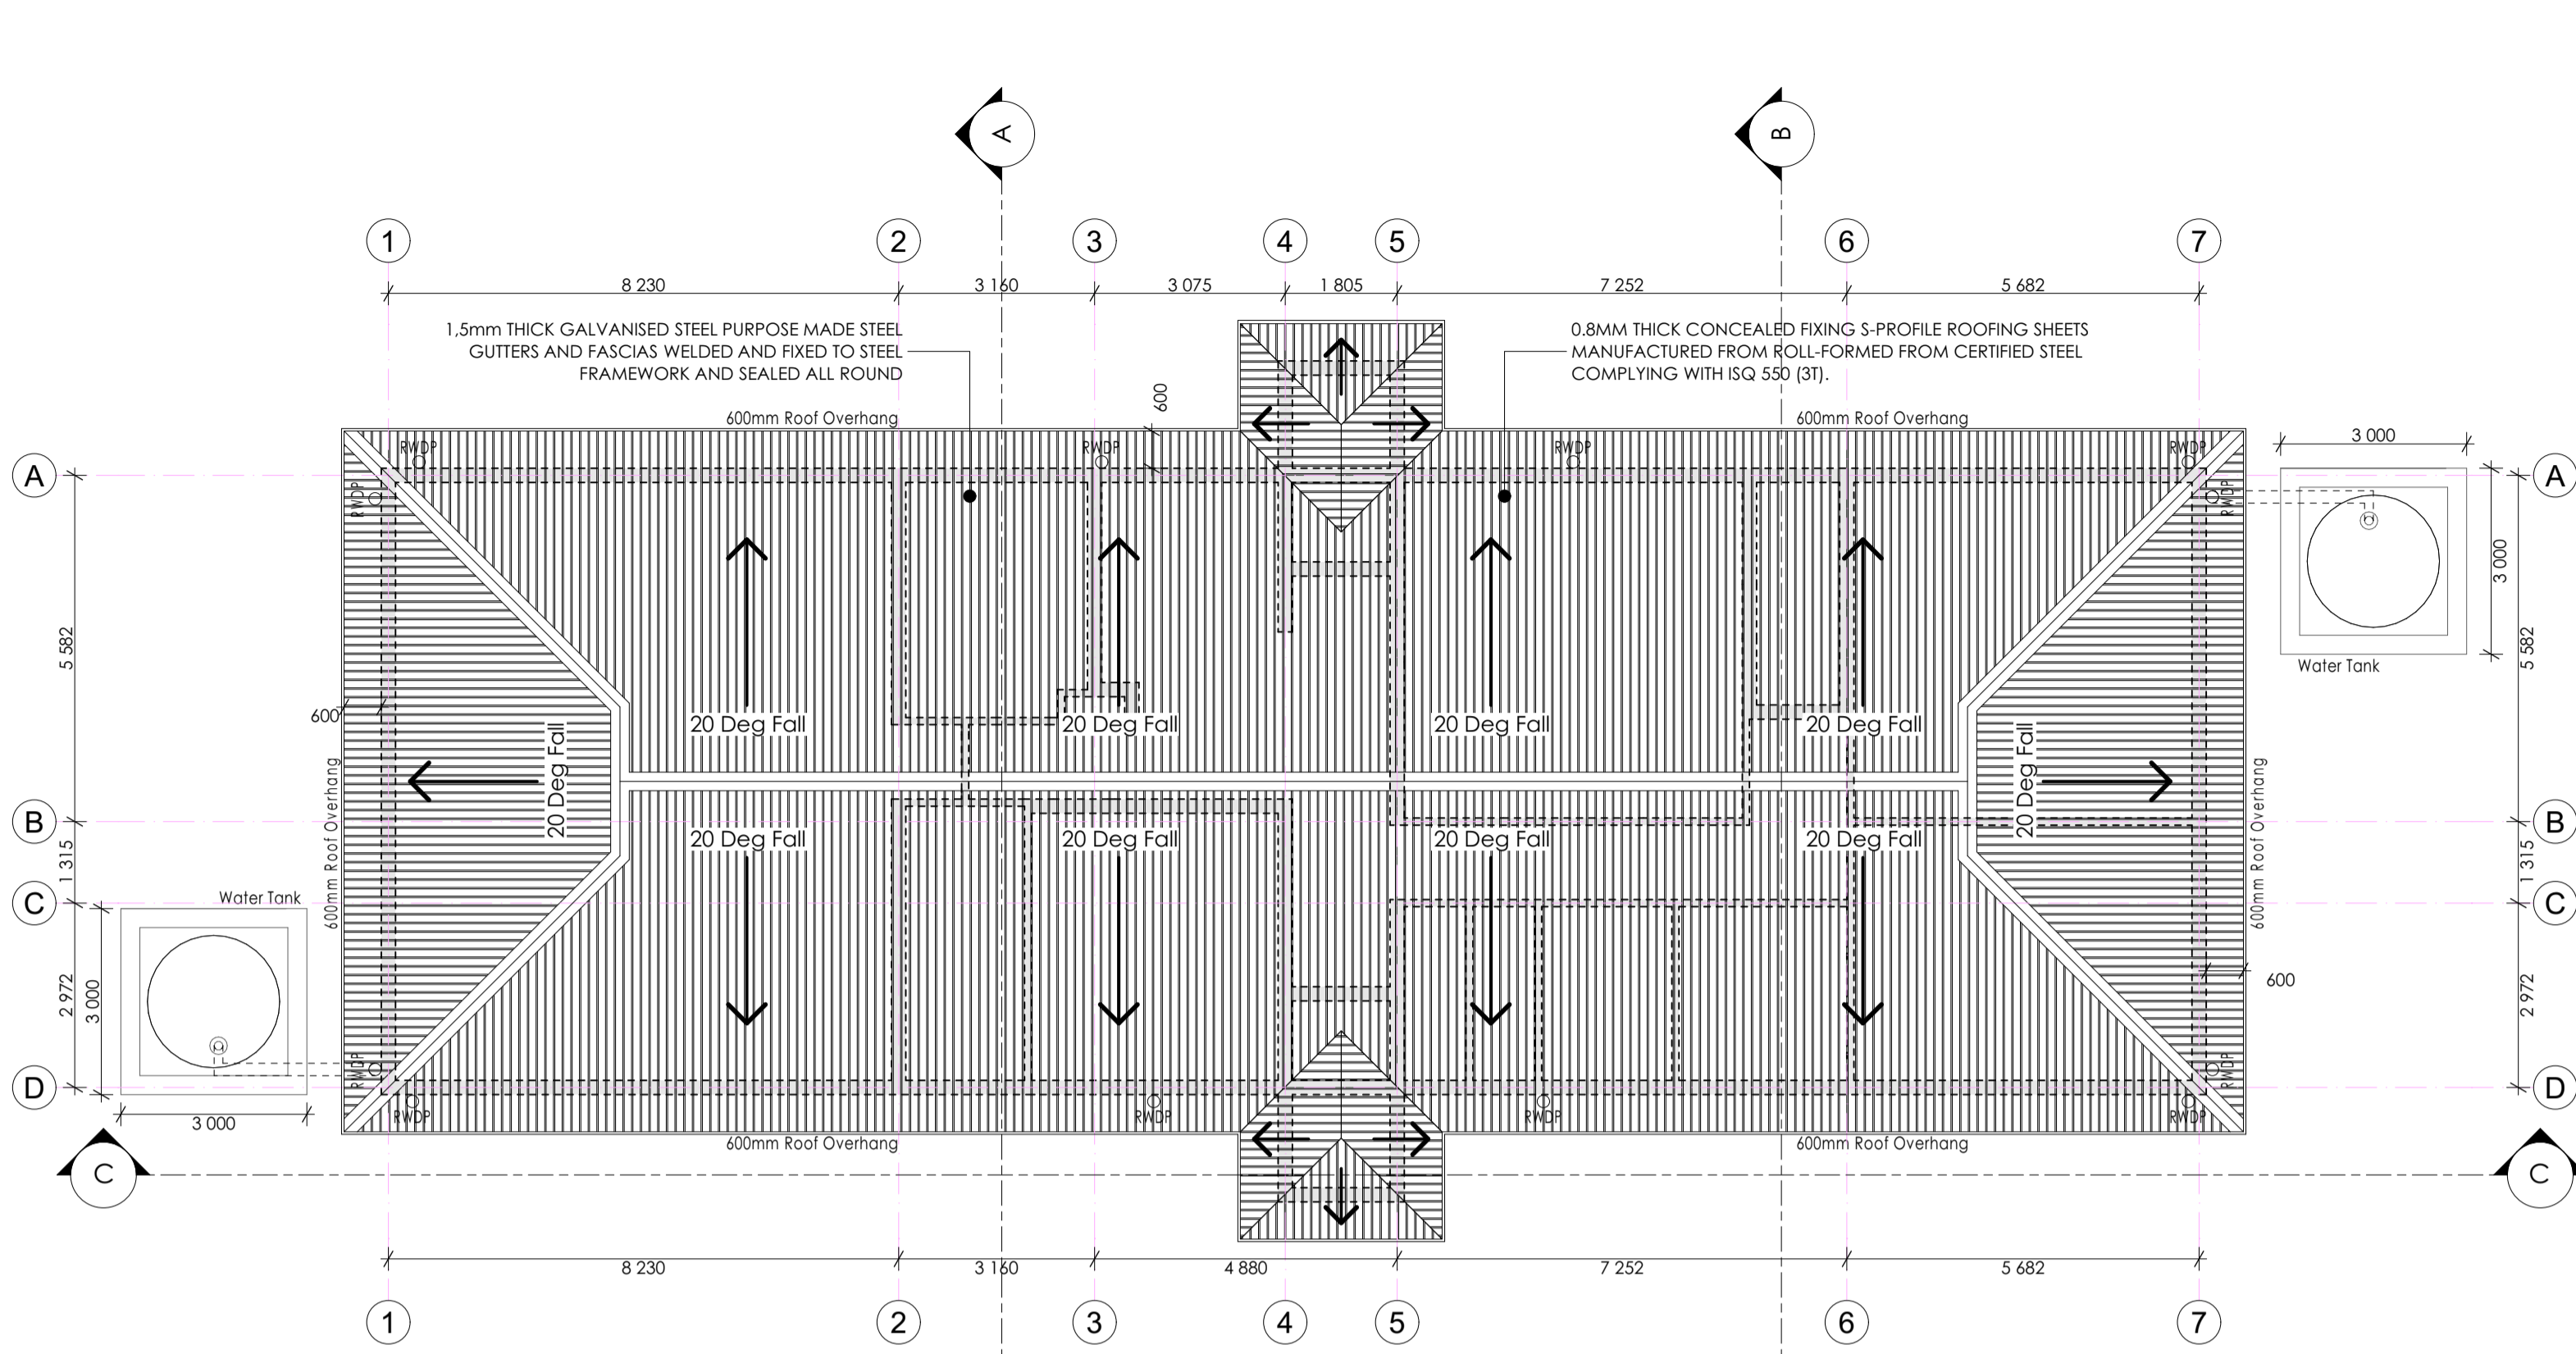 A
B
1
2
3
4
5
6
7
8 230
3 160
3 075
1 805
7 252
5 682
1,5mm THICK GALVANISED STEEL PURPOSE MADE STEEL
GUTTERS AND FASCIAS WELDED AND FIXED TO STEEL
FRAMEWORK AND SEALED ALL ROUND
0.8MM THICK CONCEALED FIXING S-PROFILE ROOFING SHEETS
MANUFACTURED FROM ROLL-FORMED FROM CERTIFIED STEEL
COMPLYING WITH ISQ 550 (3T).
600
600mm Roof Overhang
600mm Roof Overhang
3 000
RWDP
RWDP
RWDP
RWDP
A
A
RWDP
RWDP
3 000
5 582
5 582
Water Tank
600
20 Deg Fall
20 Deg Fall
20 Deg Fall
20 Deg Fall
20 Deg Fall
20 Deg Fall
600mm Roof Overhang
600mm Roof Overhang
B
B
20 Deg Fall
20 Deg Fall
20 Deg Fall
20 Deg Fall
1 315
1 315
Water Tank
C
C
2 972
3 000
600
2 972
RWDP
RWDP
D
D
3 000
RWDP
RWDP
RWDP
RWDP
600mm Roof Overhang
600mm Roof Overhang
C
C
8 230
3 160
4 880
7 252
5 682
1
2
3
4
5
6
7